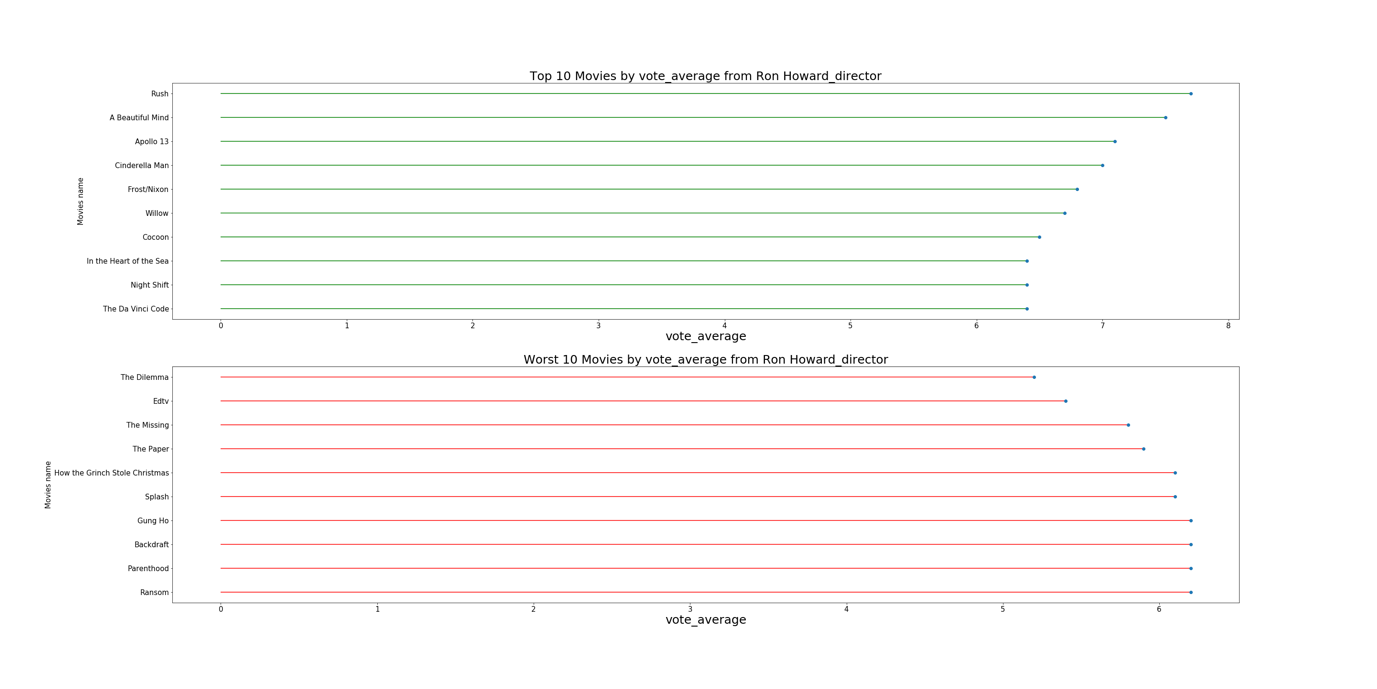 Top 10 Movies by vote_average from Ron Howard_director
Movies name
Rush
A Beautiful Mind
Apollo 13
Cinderella Man
Frost/Nixon
Willow
Cocoon
In the Heart of the Sea
Night Shift
The Da Vinci Code
0 1 2 3 4 5 6 7 8
vote_average
Worst 10 Movies by vote_average from Ron Howard_director
Movies name
The Dilemma
Edtv
The Missing
The Paper
How the Grinch Stole Christmas
Splash
Gung Ho
Backdraft
Parenthood
Ransom
0 1 2 3 4 5 6
vote_average